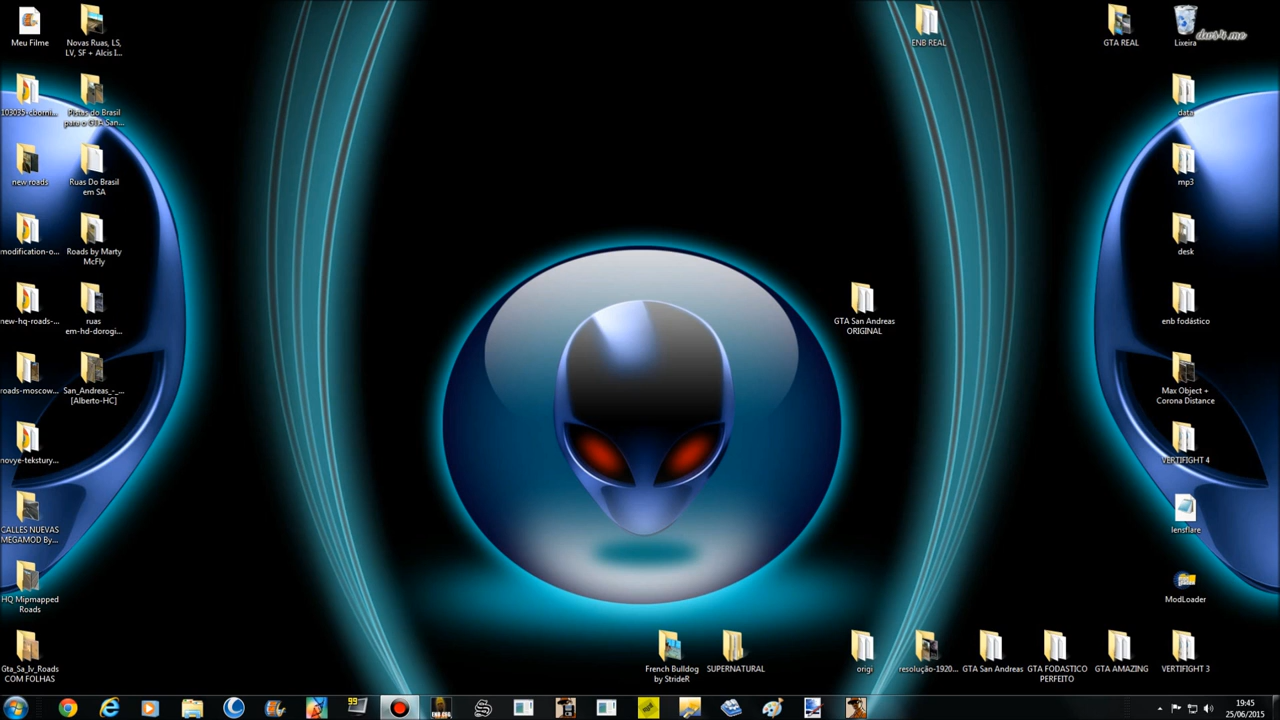 Meu Filme
Novas Ruas, LS,
LV, SF + Alcis I...
ENB REAL
GTA REAL
Lixeira
103035-cbormi...
Pistas do Brasil
para o GTA San...
data
new roads
Ruas Do Brasil
em SA
mp3
modification-o...
Roads by Marty
McFly
desk
new-hq-roads-...
ruas
em-hd-dorogi...
GTA San Andreas
ORIGINAL
enb fodástico
roads-moscow...
San_Andreas_-_...
[Alberto-HC]
Max Object +
Corona Distance
novye-tekstury...
VERTIFIGHT 4
CALLES NUEVAS
MEGAMOD By...
lensflare
HQ Mipmapped
Roads
ModLoader
Gta_Sa_Iv_Roads
COM FOLHAS
French Bulldog
by StrideR
SUPERNATURAL
origi
resolução-1920...
GTA San Andreas
GTA FODASTICO
PERFEITO
GTA AMAZING
VERTIFIGHT 3
99
19:45
25/06/2015